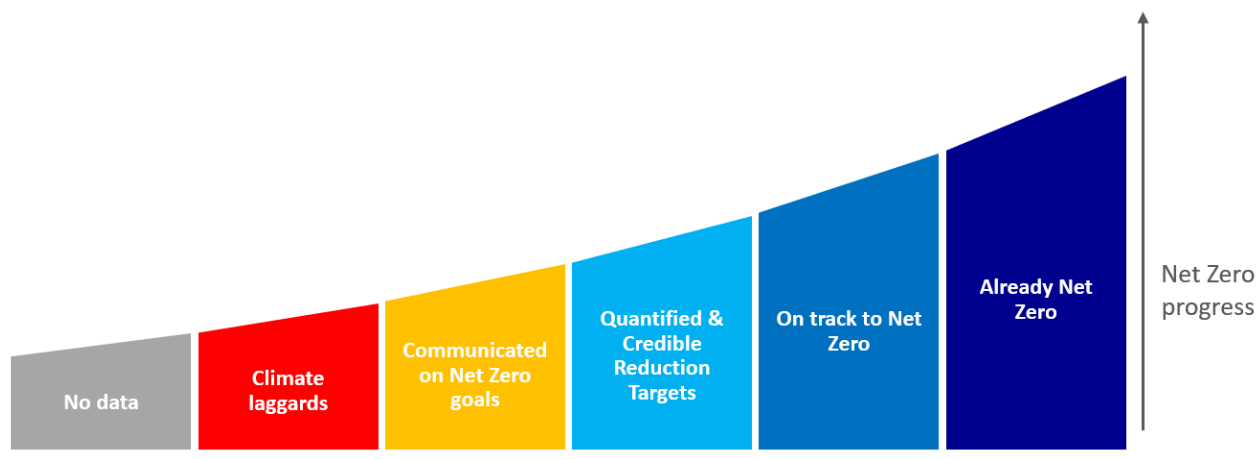 No data
Climate
laggards
Communicated
on Net Zero
goals
Quantified &
Credible
Reduction
Targets
On track to Net
Zero
Already Net
Zero
Net Zero
progress